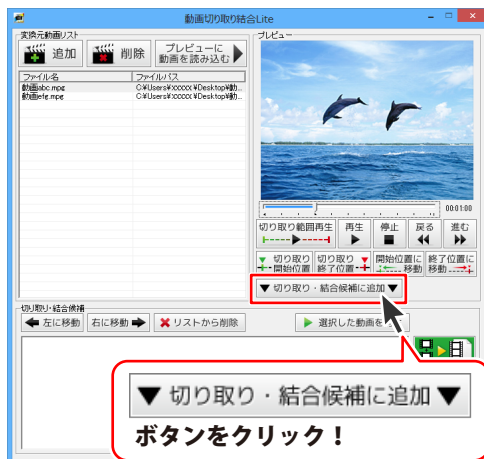 動画切り取り結合Lite
変換元動画リスト
追加
削除
プレビューに
動画を読み込む
ファイル名
ファイルパス
動画abc.mpg
C:¥Users¥xxxxx¥Desktop¥動...
動画efg.mpg
C:¥Users¥xxxxx¥Desktop¥動...
プレビュー
00:01:00
切り取り範囲再生
再生
停止
戻る
進む
切り取り
開始位置
切り取り
終了位置
開始位置に
移動
終了位置に
移動
▼ 切り取り・結合候補に追加 ▼
切り取り・結合候補
左に移動
右に移動
リストから削除
選択した動画を
▼ 切り取り・結合候補に追加 ▼
ボタンをクリック！